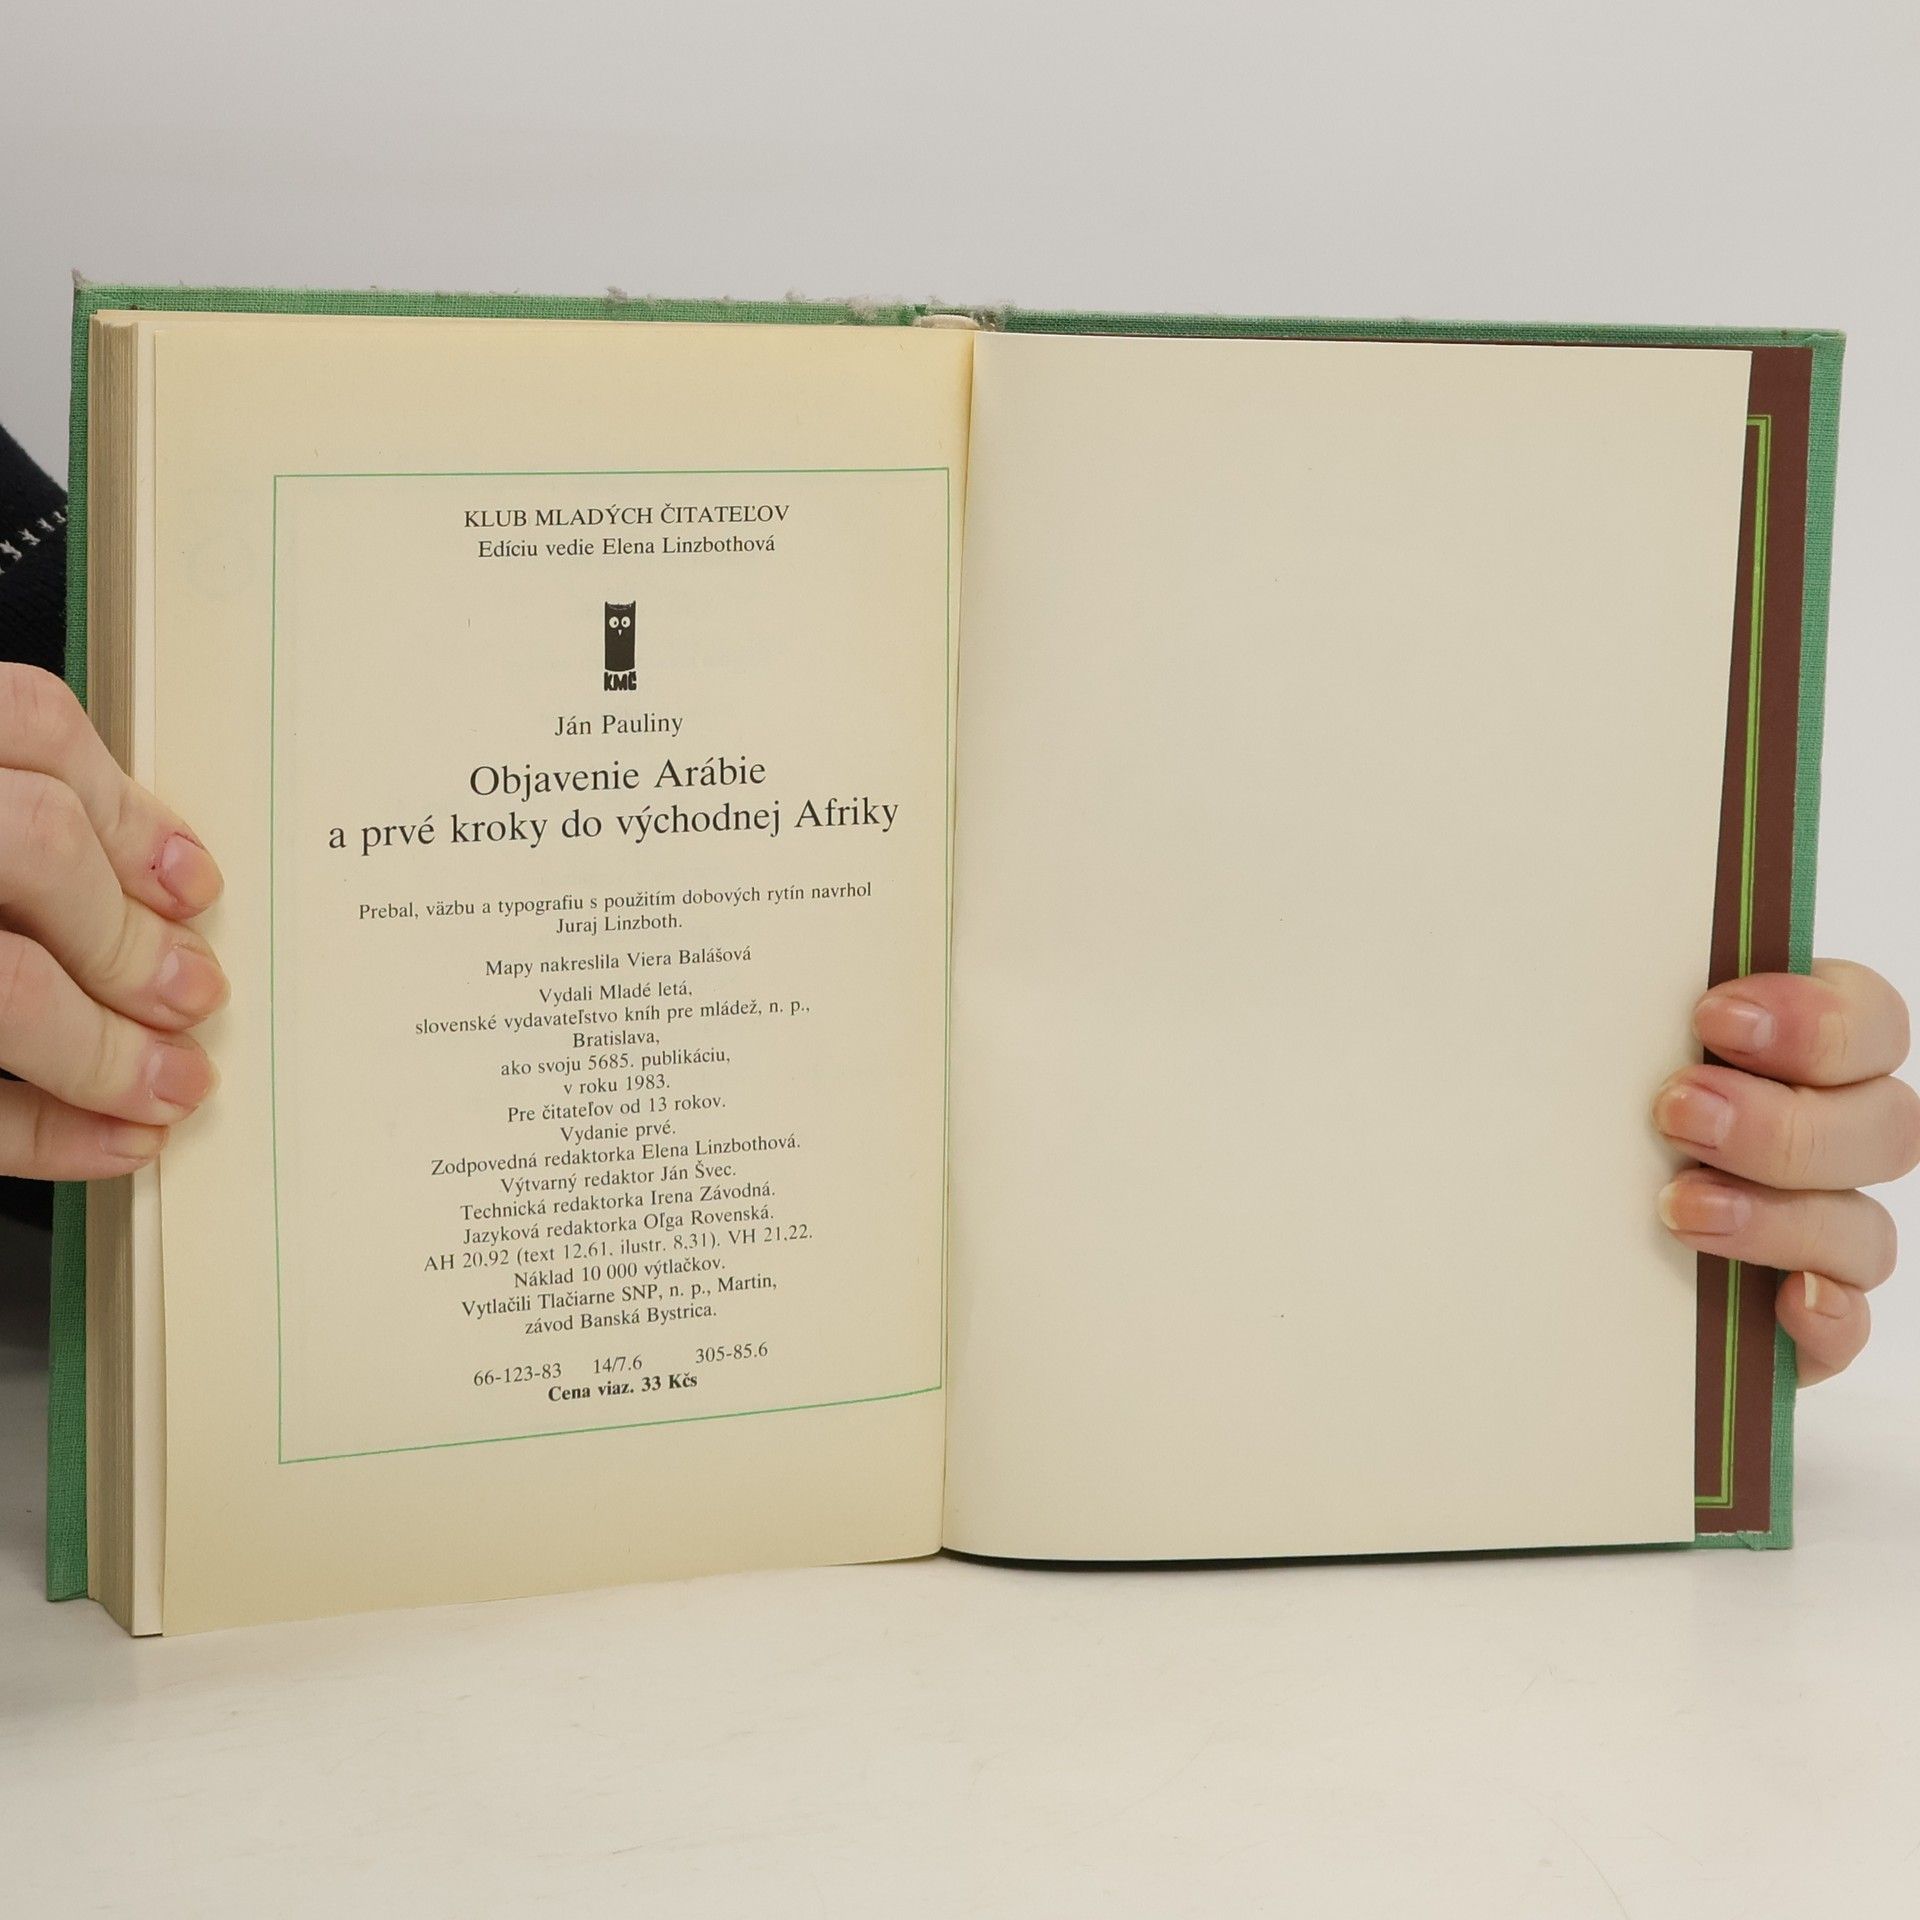 KLUB MLADÝCH ČITATEĽOV
Edíciu vedie Elena Linzbothová
KMČ
Ján Pauliny
Objavenie Arábie
a prvé kroky do východnej Afriky
Prebal, väzbu a typografiu s použitím dobových rytín navrhol
Juraj Linzboth.
Mapy nakreslila Viera Balášová
Vydali Mladé letá,
slovenské vydavateľstvo kníh pre mládež, n. p.,
Bratislava,
ako svoju 5685. publikáciu,
v roku 1983.
Pre čitateľov od 13 rokov.
Vydanie prvé.
Zodpovedná redaktorka Elena Linzbothová.
Výtvarný redaktor Ján Švec.
Technická redaktorka Irena Závodná.
Jazyková redaktorka Oľga Rovenská.
AH 20,92 (text 12,61, ilustr. 8,31). VH 21,22.
Náklad 10 000 výtlačkov.
Vytlačili Tlačiarne SNP, n. p., Martin,
závod Banská Bystrica.
66-123-83 14/7.6 305-85.6
Cena viaz. 33 Kčs